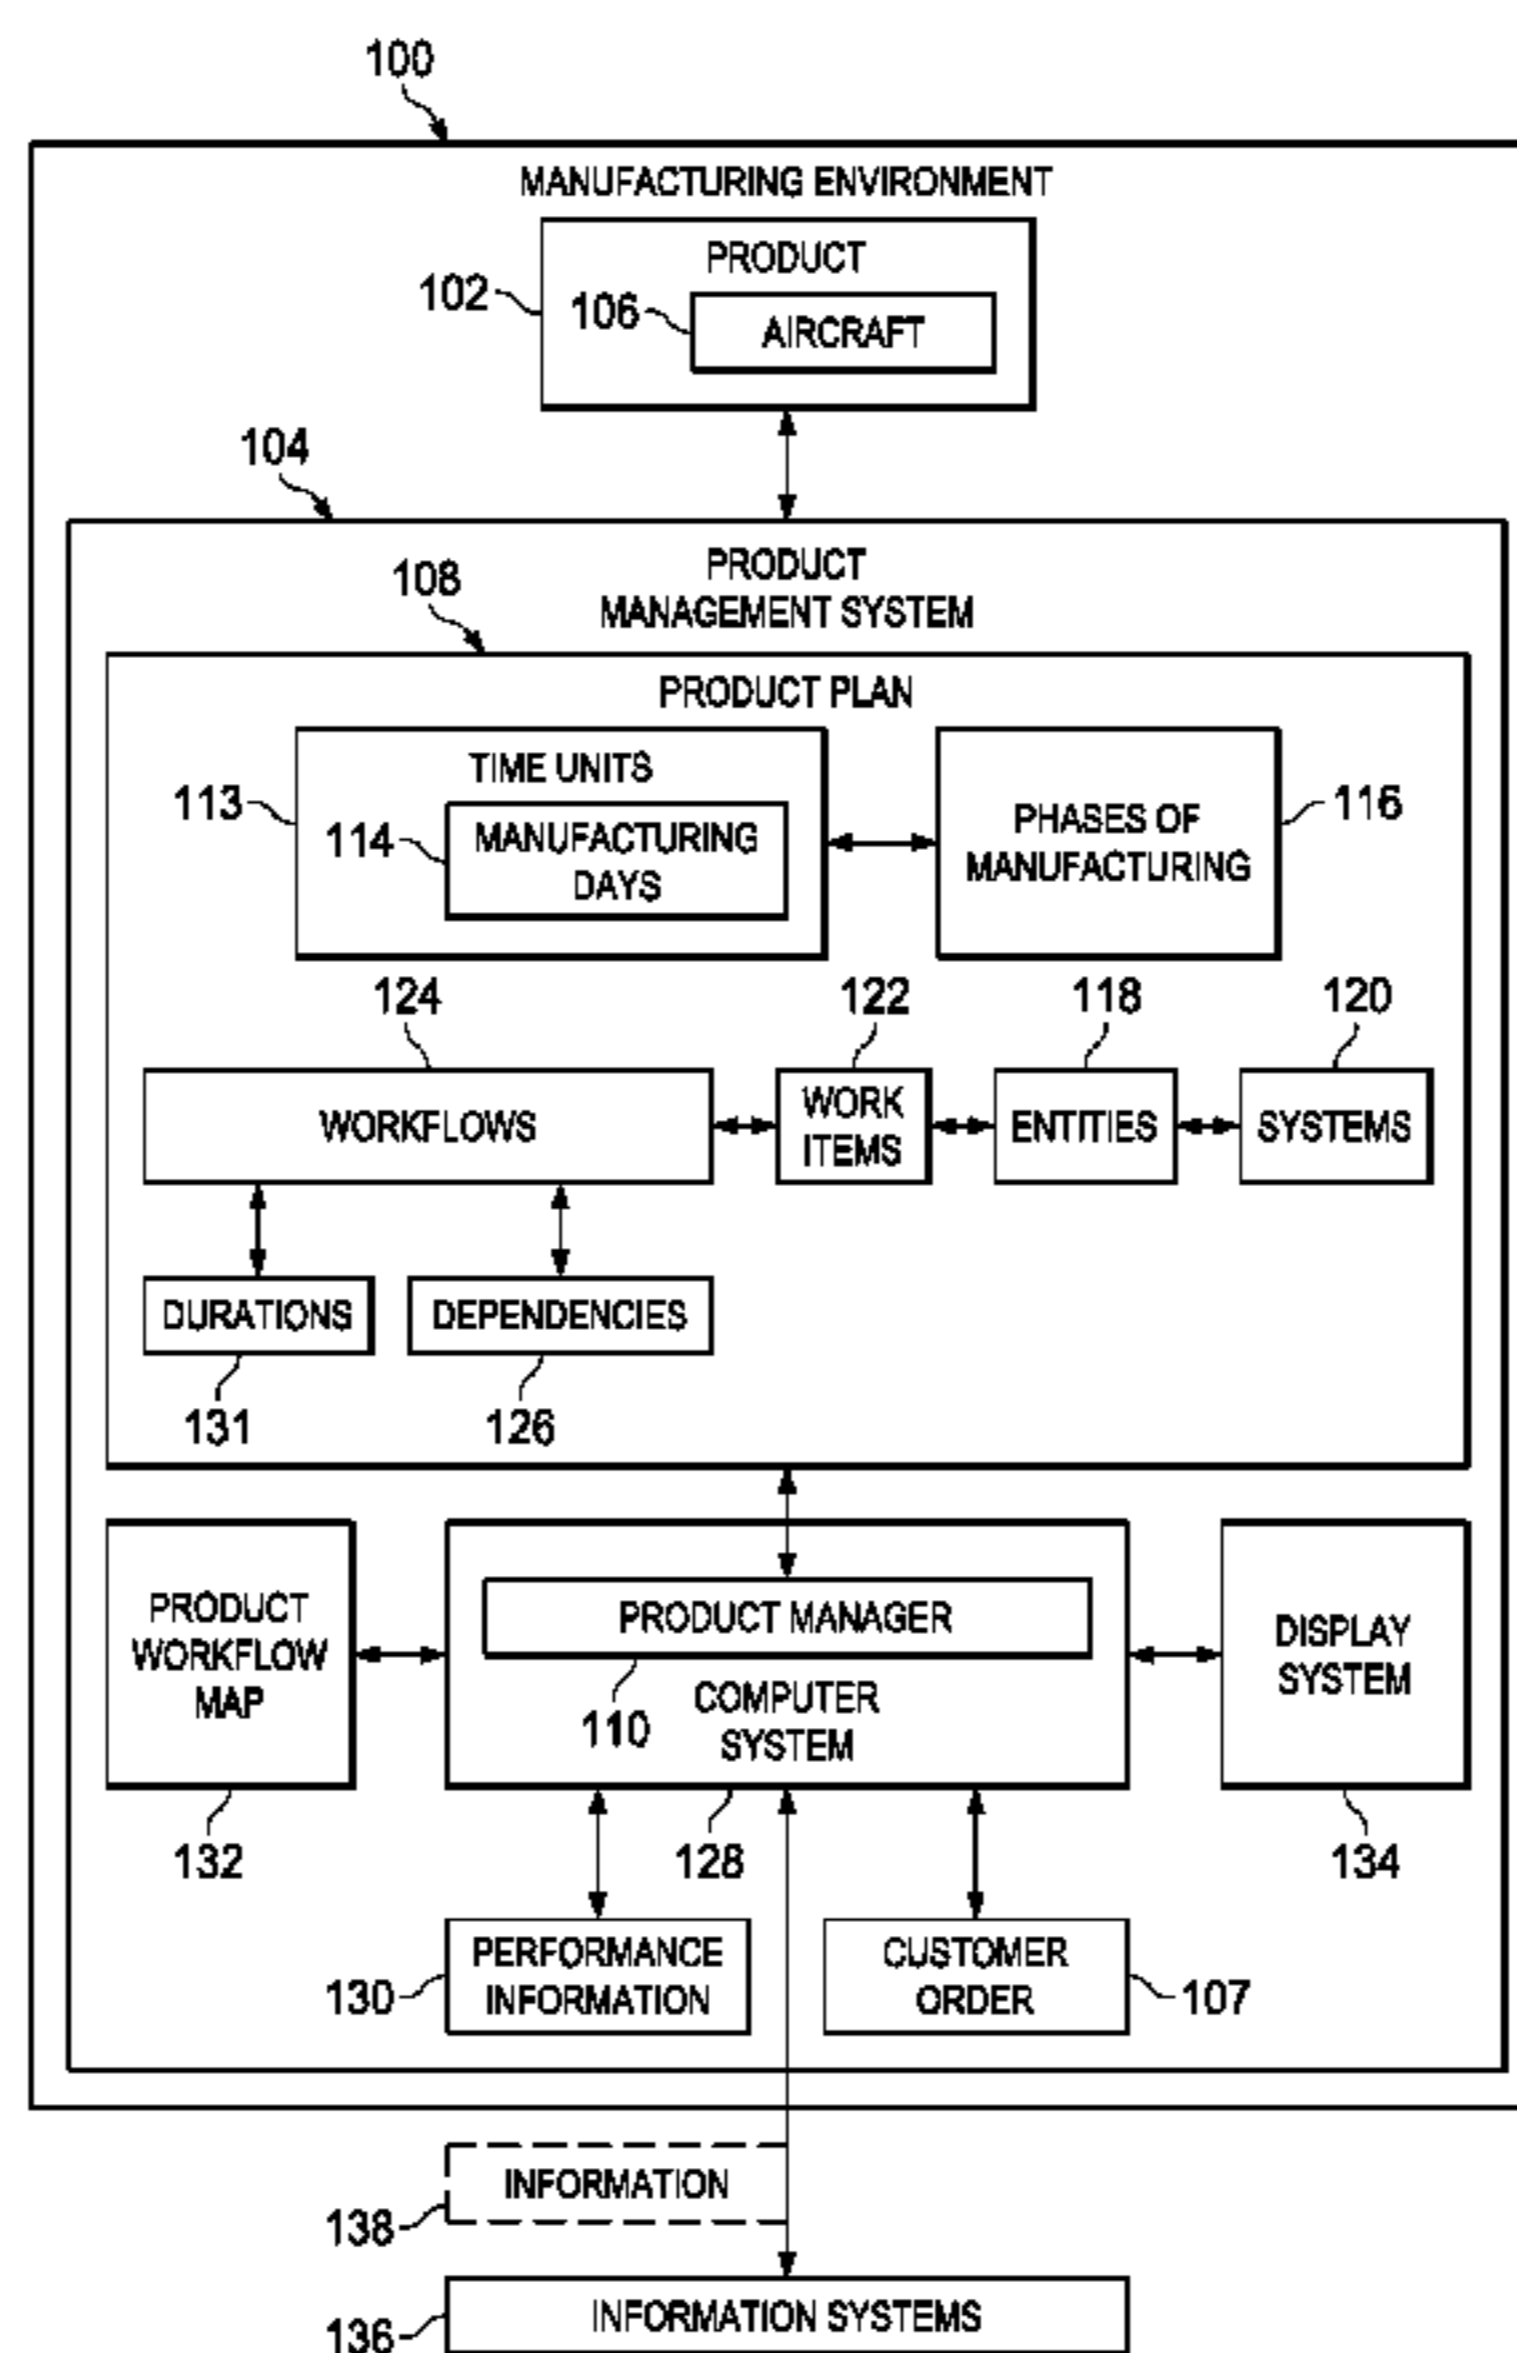 100
MANUFACTURING ENVIRONMENT
PRODUCT
102
106
AIRCRAFT
104
PRODUCT
MANAGEMENT SYSTEM
108
PRODUCT PLAN
TIME UNITS
113
114
MANUFACTURING
DAYS
PHASES OF
MANUFACTURING
116
124
122
118
120
WORKFLOWS
WORK
ITEMS
ENTITIES
SYSTEMS
DURATIONS
DEPENDENCIES
131
126
PRODUCT
WORKFLOW
MAP
PRODUCT MANAGER
110
COMPUTER
SYSTEM
DISPLAY
SYSTEM
132
128
134
PERFORMANCE
INFORMATION
130
CUSTOMER
ORDER
107
INFORMATION
138
INFORMATION SYSTEMS
136